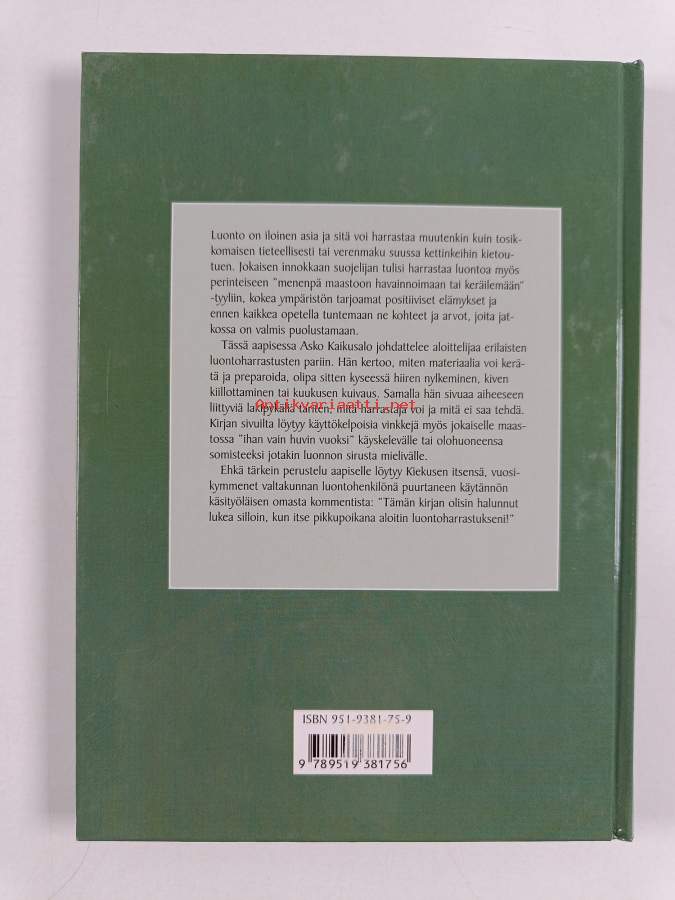 Luonto on iloinen asia ja sitä voi harrastaa muutenkin kuin tosik-
komaisen tieteellisesti tai verenmaku suussa kettinkeihin kietou-
tuen. Jokaisen innokkaan suojelijan tulisi harrastaa luontoa myös
perinteiseen "menenpä maastoon havainnoimaan tai keräilemään"
-tyyliin, kokea ympäristön tarjoamat positiiviset elämykset ja
ennen kaikkea opetella tuntemaan ne kohteet ja arvot, joita jat-
kossa on valmis puolustamaan.
Tässä aapisessa Asko Kaikusalo johdattelee aloittelijaa erilaisten
luontoharrastusten pariin. Hän kertoo, miten materiaalia voi kerä-
tä ja preparoida, olipa sitten kyseessä hiiren nylkeminen, kiven
kiillottaminen tai kuukusen kuivaus. Samalla hän sivuaa aiheeseen
liittyviä lakipykäliä mitä harrastaja voi ja mitä ei saa tehdä.
Antikvariaatti.net
Kirjan sivuilta löytyy käyttökelpoisia vinkkejä myös jokaiselle maas-
tossa "ihan vain huvin vuoksi" käyskelevälle tai olohuoneensa
somisteeksi jotakin luonnon sirusta mielivälle.
Ehkä tärkein perustelu aapiselle löytyy Kiekusen itsensä, vuosi-
kymmenet valtakunnan luontohenkilönä puurtaneen käytännön
käsityöläisen omasta kommentista: "Tämän kirjan olisin halunnut
lukea silloin, kun itse pikkupoikana aloitin luontoharrastukseni!"
ISBN 951-9381-75-9
9 789519 381756